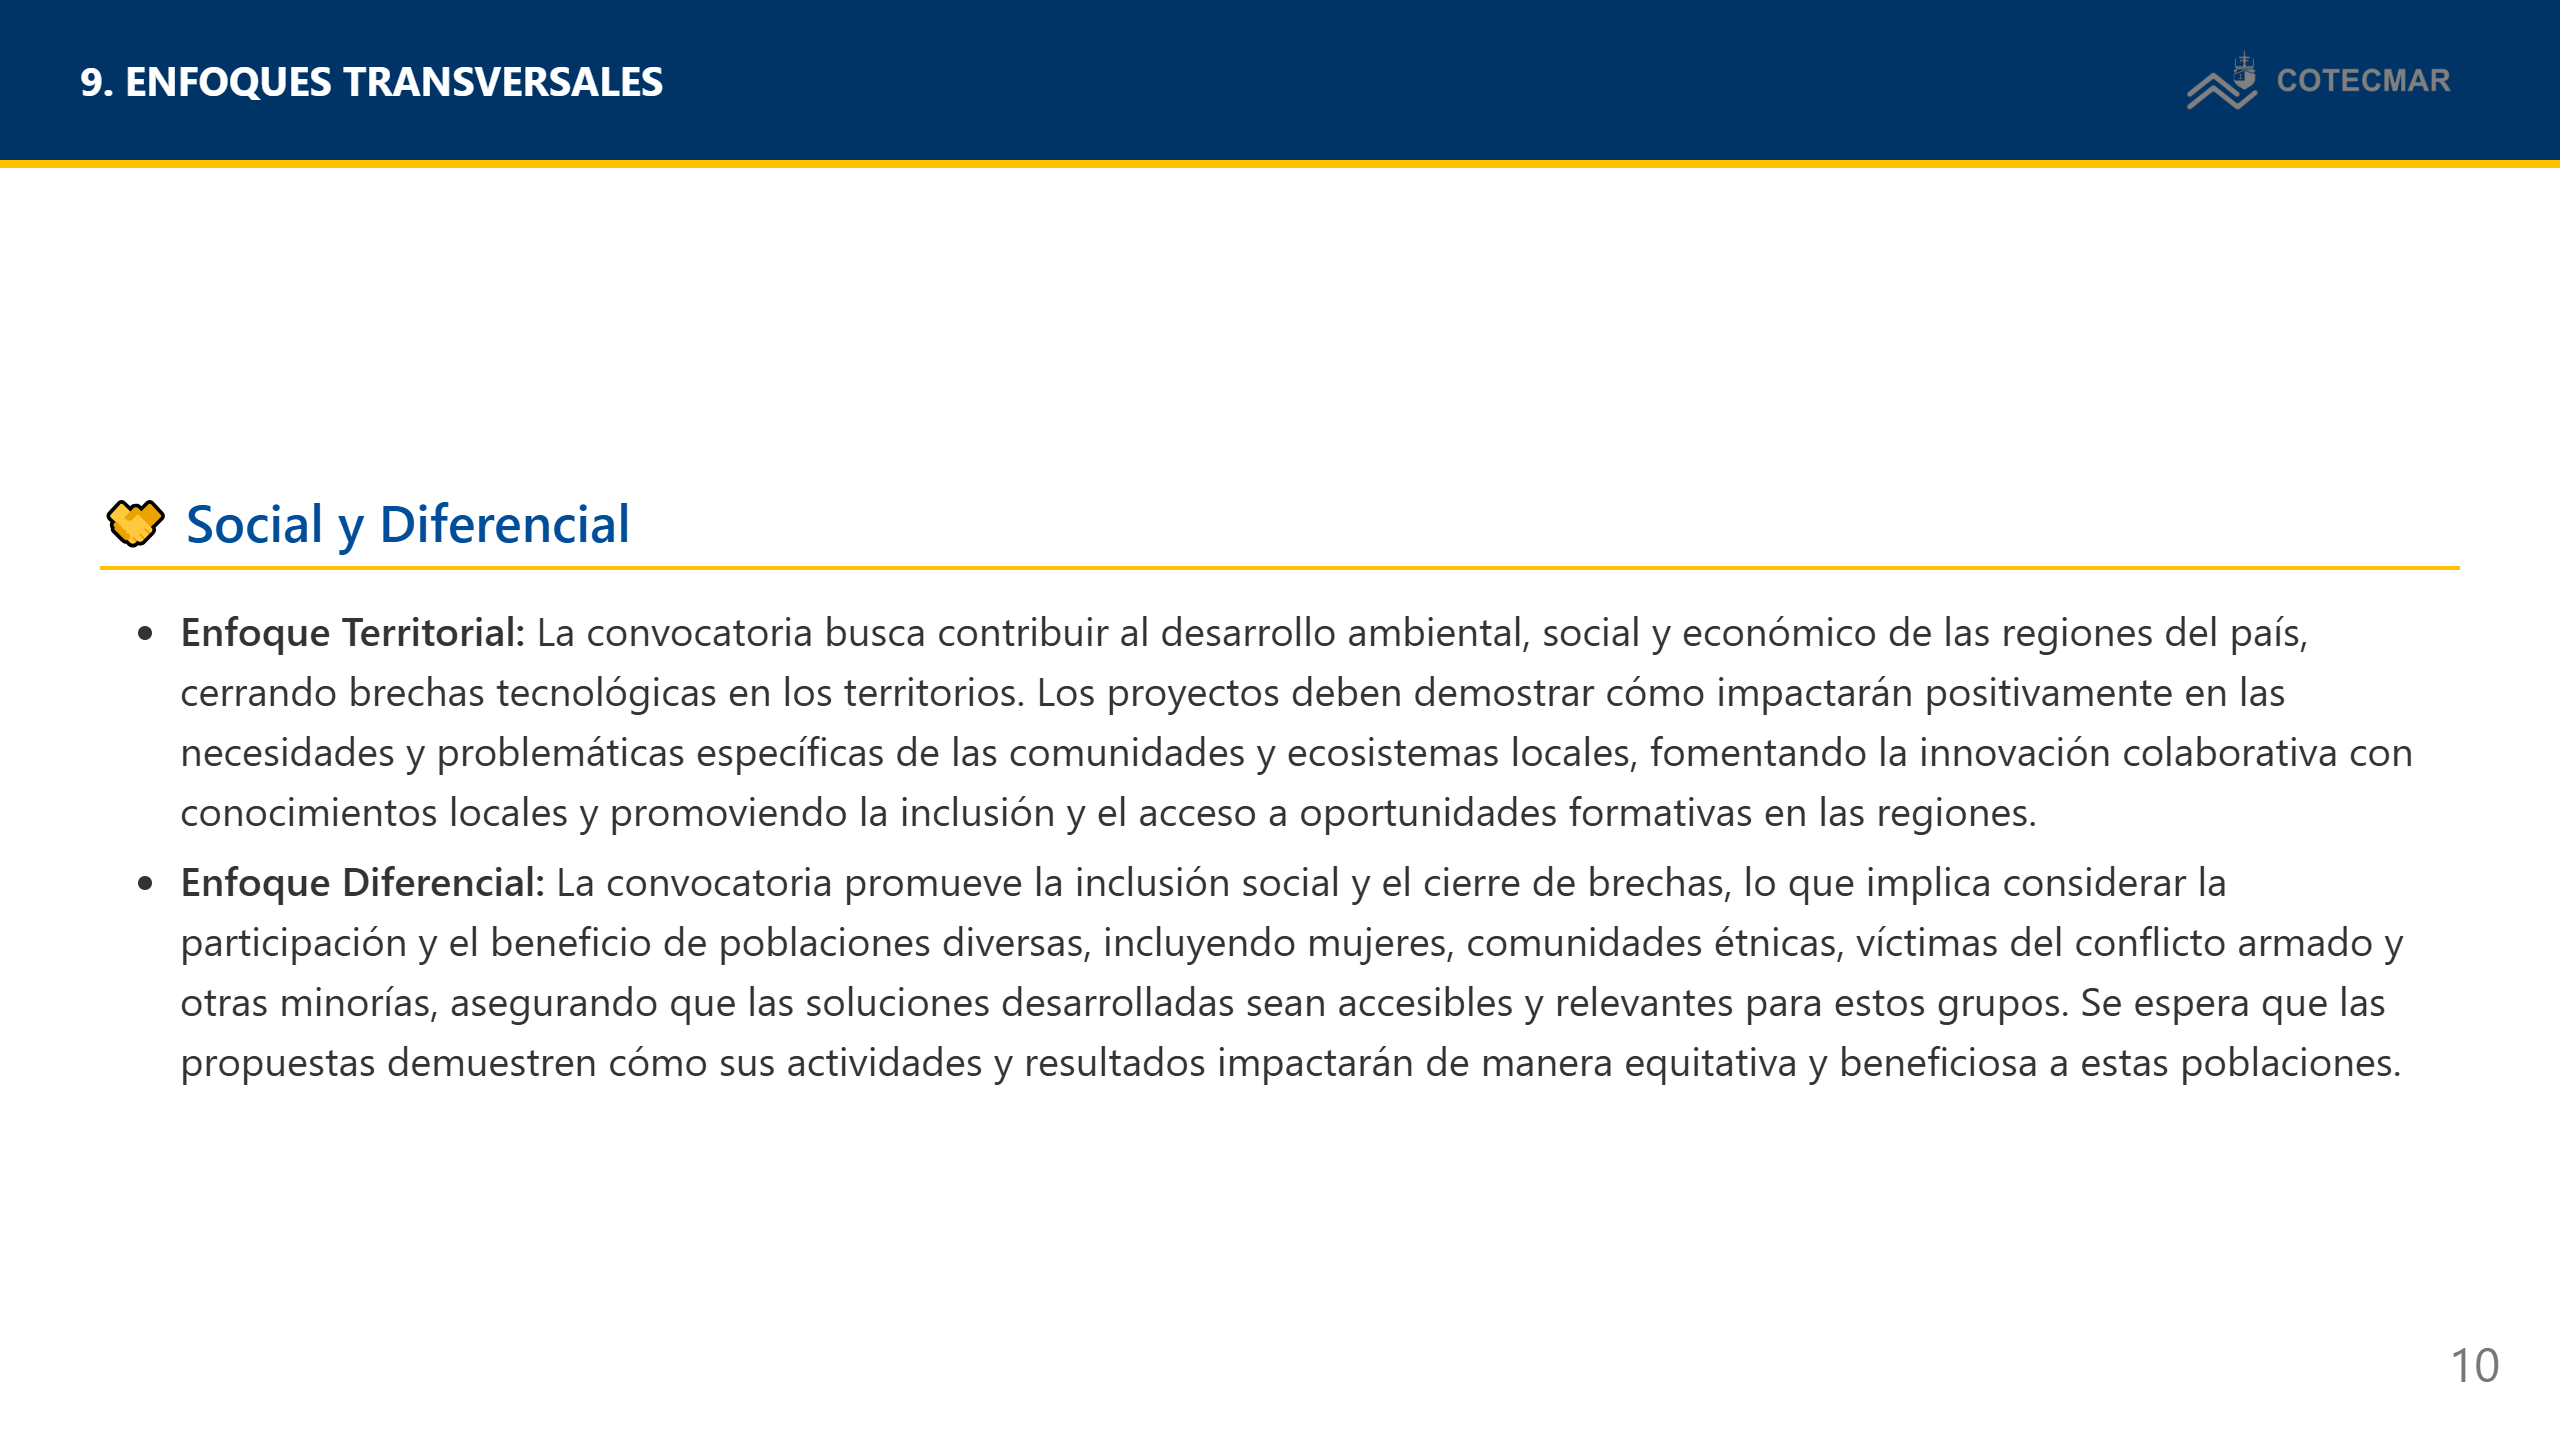 9. ENFOQUES TRANSVERSALES
COTECMAR
Social y Diferencial
• Enfoque Territorial: La convocatoria busca contribuir al desarrollo ambiental, social y económico de las regiones del país,
cerrando brechas tecnológicas en los territorios. Los proyectos deben demostrar cómo impactarán positivamente en las
necesidades y problemáticas específicas de las comunidades y ecosistemas locales, fomentando la innovación colaborativa con
conocimientos locales y promoviendo la inclusión y el acceso a oportunidades formativas en las regiones.
• Enfoque Diferencial: La convocatoria promueve la inclusión social y el cierre de brechas, lo que implica considerar la
participación y el beneficio de poblaciones diversas, incluyendo mujeres, comunidades étnicas, víctimas del conflicto armado y
otras minorías, asegurando que las soluciones desarrolladas sean accesibles y relevantes para estos grupos. Se espera que las
propuestas demuestren cómo sus actividades y resultados impactarán de manera equitativa y beneficiosa a estas poblaciones.
10